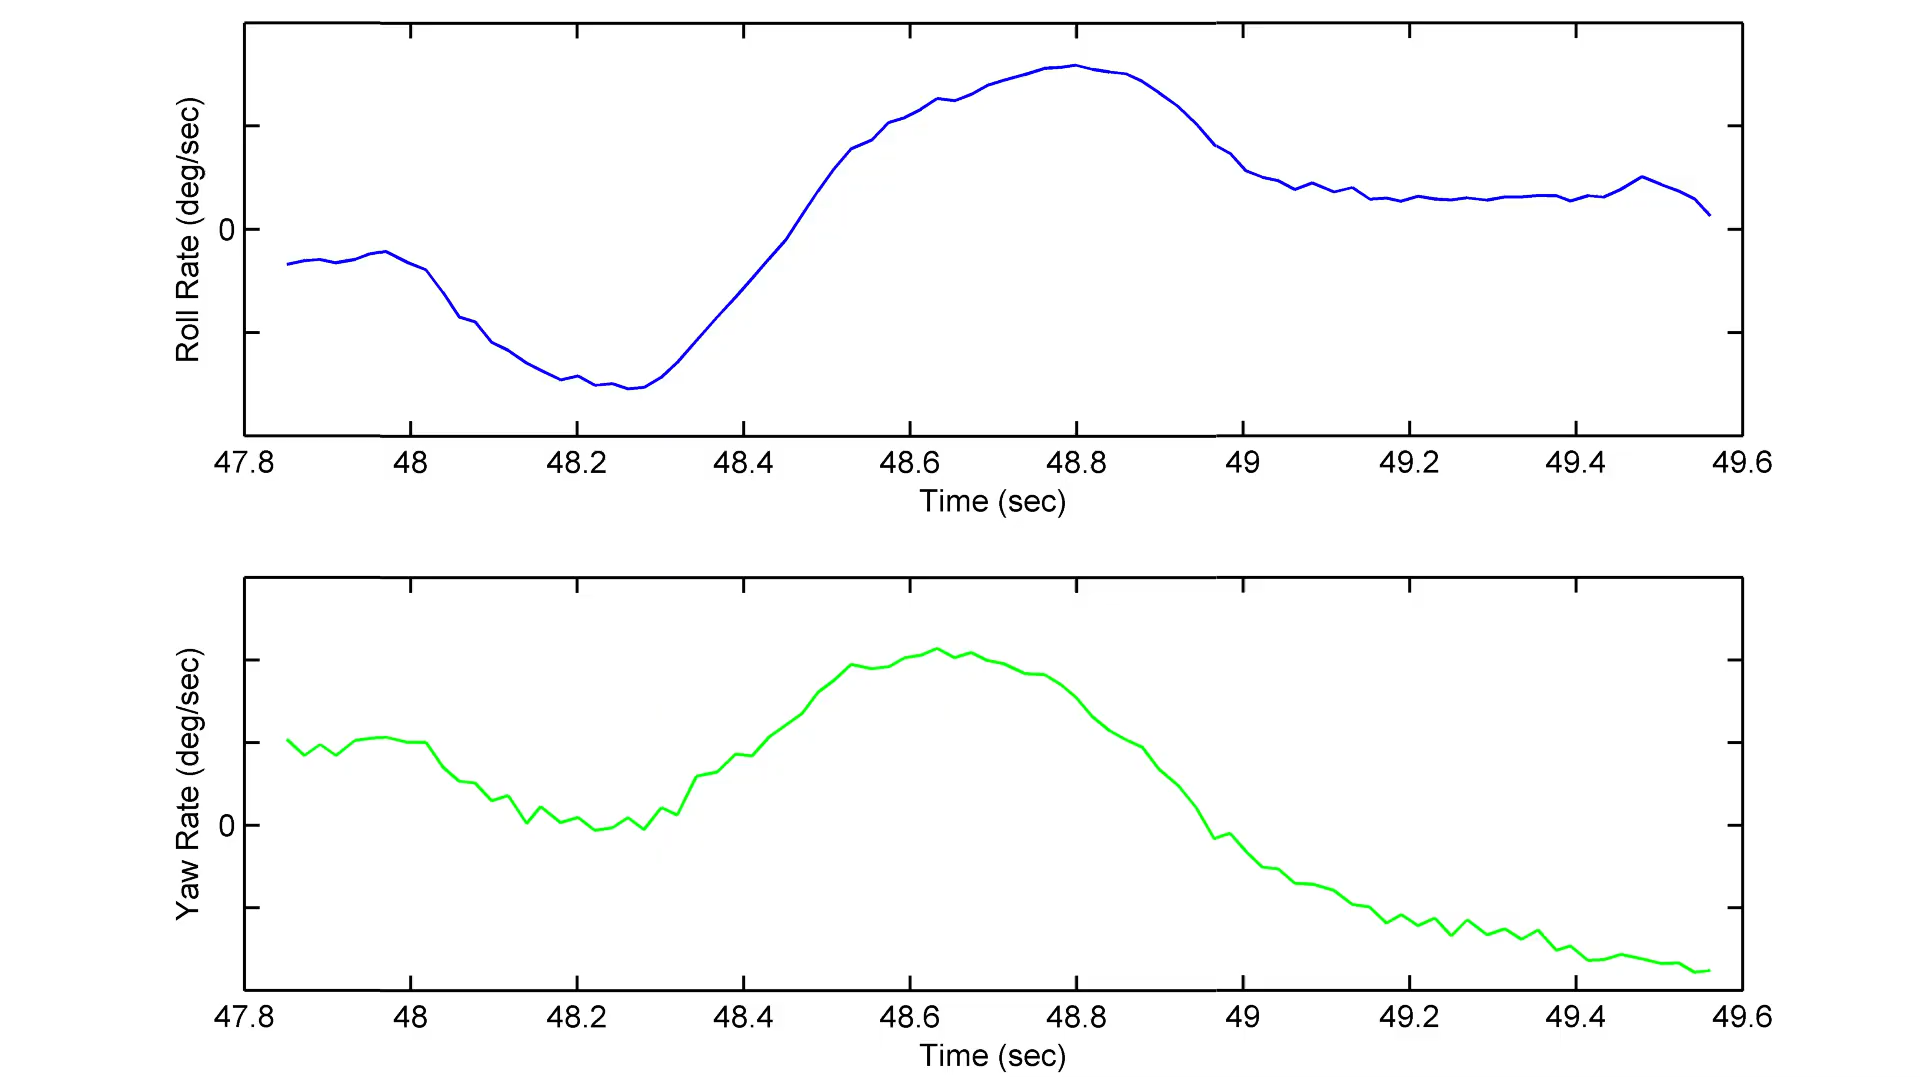 Roll Rate (deg/sec)
0
47.8 48 48.2 48.4 48.6 48.8 49 49.2 49.4 49.6
Time (sec)
Yaw Rate (deg/sec)
0
47.8 48 48.2 48.4 48.6 48.8 49 49.2 49.4 49.6
Time (sec)